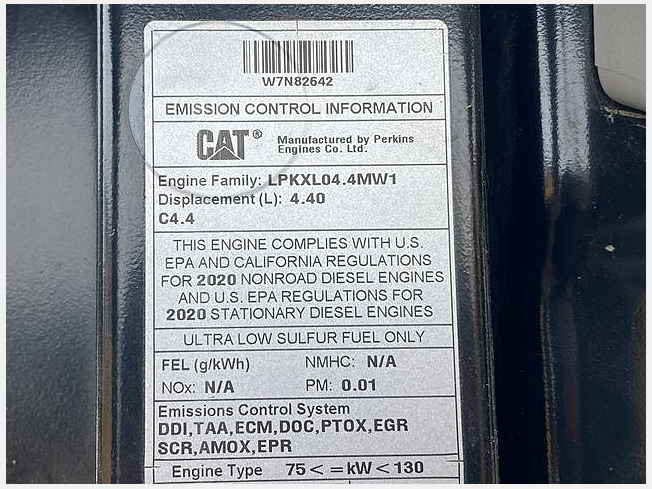 W7N82642
EMISSION CONTROL INFORMATION
CAT® Manufactured by Perkins
Engines Co. Ltd.
Engine Family: LPKXL04.4MW1
Displacement (L): 4.40
C4.4
THIS ENGINE COMPLIES WITH U.S.
EPA AND CALIFORNIA REGULATIONS
FOR 2020 NONROAD DIESEL ENGINES
AND U.S. EPA REGULATIONS FOR
2020 STATIONARY DIESEL ENGINES
ULTRA LOW SULFUR FUEL ONLY
FEL (g/kWh) NMHC: N/A
NOx: N/A PM: 0.01
Emissions Control System
DDI,TAA,ECM,DOC,PTOX,EGR
SCR,AMOX,EPR
Engine Type 75 < = kW < 130